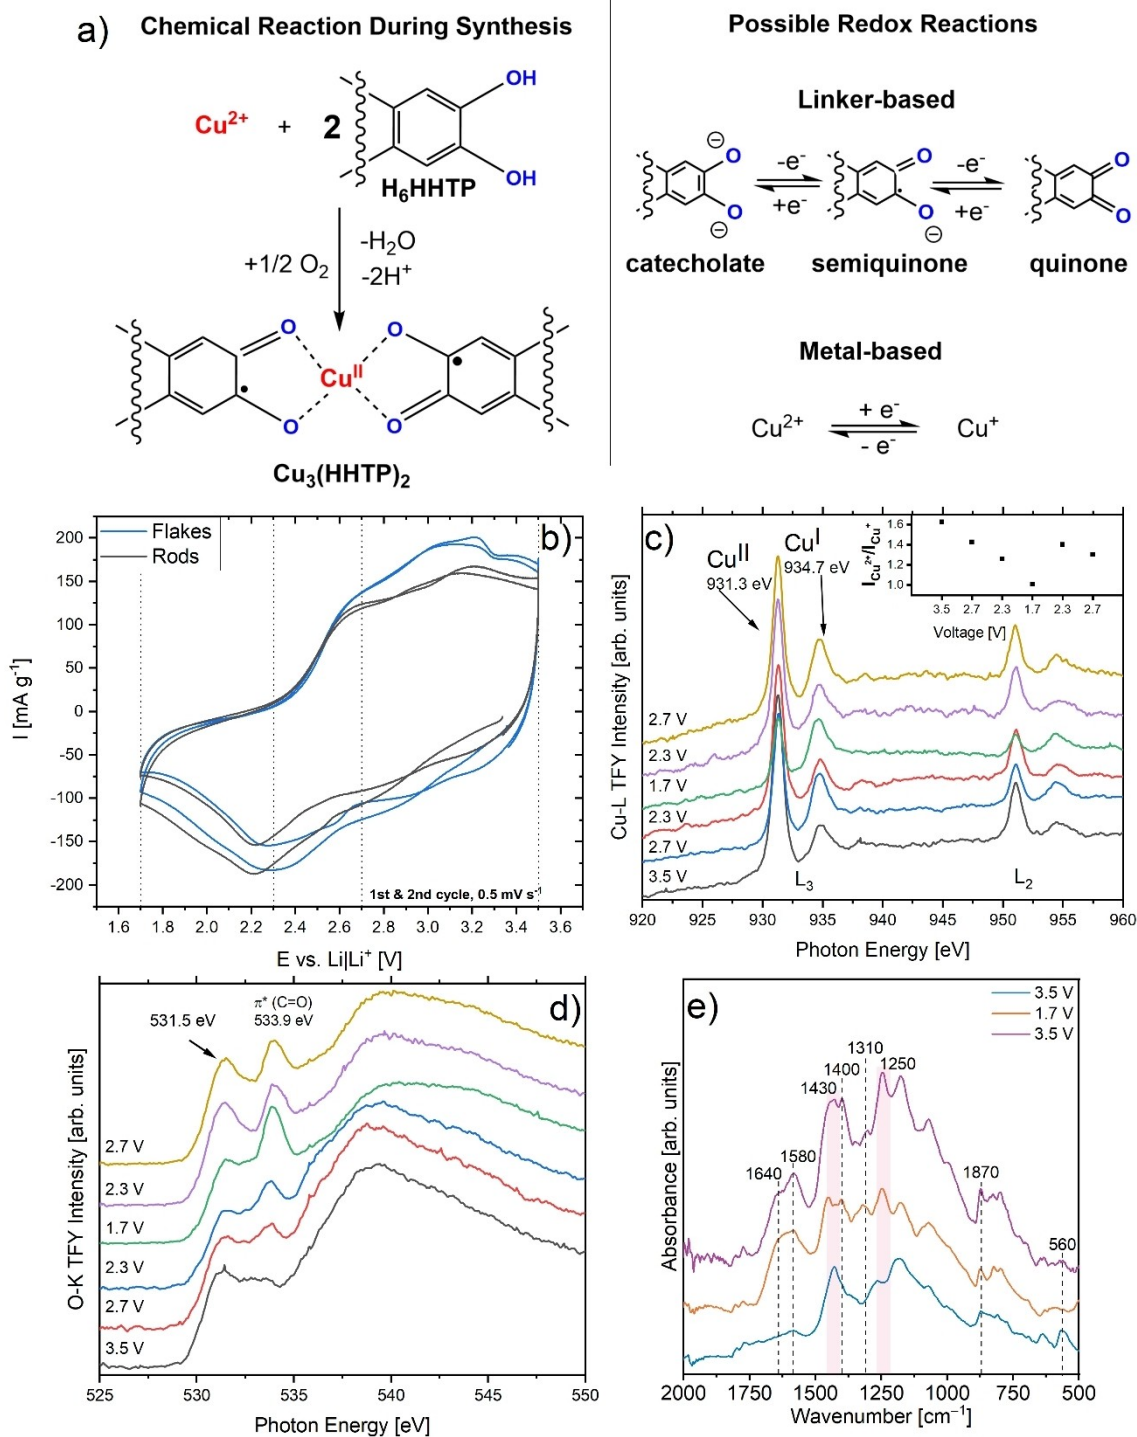 a) Chemical Reaction During Synthesis
Possible Redox Reactions
OH
Cu2+ + 2
OH
H6HHTP
Linker-based
⊖
O
O
⊖
-e-
+e-
O
O
⊖
-e-
+e-
O
O
catecholate semiquinone quinone
+1/2 O2
-H2O
-2H+
O
O
CuII
O
O
Cu3(HHTP)2
Metal-based
Cu2+
+ e-
- e-
Cu+
b)
Flakes
Rods
200
150
100
50
0
-50
-100
-150
-200
I [mA g-1]
1st & 2nd cycle, 0.5 mV s-1
1.6 1.8 2.0 2.2 2.4 2.6 2.8 3.0 3.2 3.4 3.6
E vs. Li|Li+ [V]
c)
CuII
931.3 eV
CuI
934.7 eV
ICu2+/ICu+
1.6
1.4
1.2
1.0
3.5 2.7 2.3 1.7 2.3 2.7
Voltage [V]
Cu-L TFY Intensity [arb. units]
2.7 V
2.3 V
1.7 V
2.3 V
2.7 V
3.5 V
L3
L2
920 925 930 935 940 945 950 955 960
Photon Energy [eV]
d)
531.5 eV
π* (C=O)
533.9 eV
O-K TFY Intensity [arb. units]
2.7 V
2.3 V
1.7 V
2.3 V
2.7 V
3.5 V
525 530 535 540 545 550
Photon Energy [eV]
e)
3.5 V
1.7 V
3.5 V
1310
1400
1430
1250
1580
1640
1870
560
Absorbance [arb. units]
2000 1750 1500 1250 1000 750 500
Wavenumber [cm−1]